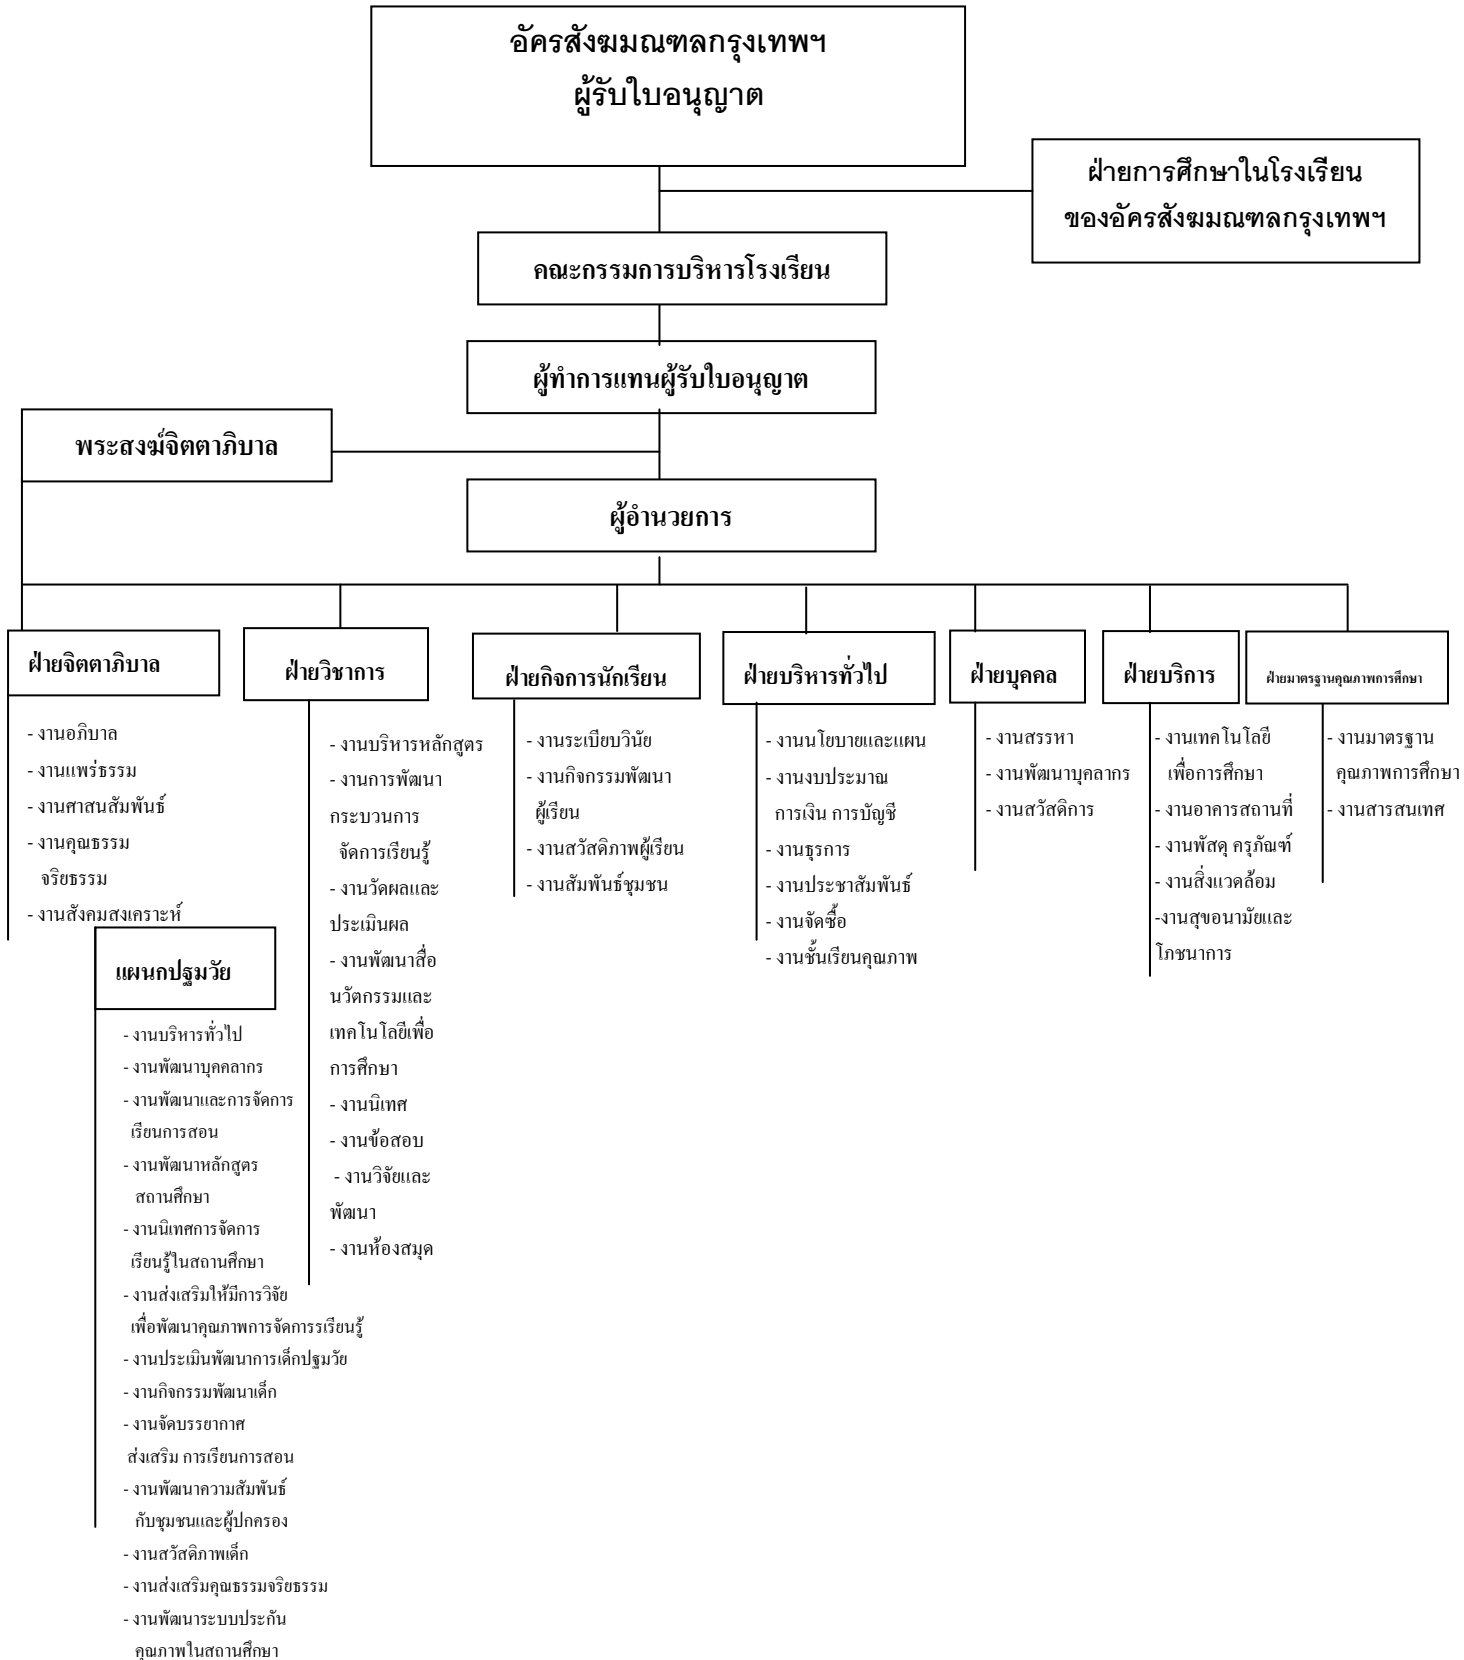 อัครสังฆมณฑลกรุงเทพฯ
ผู้รับใบอนุญาต
ฝ่ายการศึกษาในโรงเรียน
ของอัครสังฆมณฑลกรุงเทพฯ
คณะกรรมการบริหารโรงเรียน
ผู้ทำการแทนผู้รับใบอนุญาต
พระสงฆ์จิตตาภิบาล
ผู้อำนวยการ
ฝ่ายจิตตาภิบาล
- งานอภิบาล
- งานแพร่ธรรม
- งานศาสนสัมพันธ์
- งานคุณธรรม
จริยธรรม
- งานสังคมสงเคราะห์
แผนกปฐมวัย
- งานบริหารทั่วไป
- งานพัฒนาบุคคลากร
- งานพัฒนาและการจัดการ
เรียนการสอน
- งานพัฒนาหลักสูตร
สถานศึกษา
- งานนิเทศการจัดการ
เรียนรู้ในสถานศึกษา
- งานส่งเสริมให้มีการวิจัย
เพื่อพัฒนาคุณภาพการจัดการรเรียนรู้
- งานประเมินพัฒนาการเด็กปฐมวัย
- งานกิจกรรมพัฒนาเด็ก
- งานจัดบรรยากาศ
ส่งเสริม การเรียนการสอน
- งานพัฒนาความสัมพันธ์
กับชุมชนและผู้ปกครอง
- งานสวัสดิภาพเด็ก
- งานส่งเสริมคุณธรรมจริยธรรม
- งานพัฒนาระบบประกัน
คุณภาพในสถานศึกษา
ฝ่ายวิชาการ
- งานบริหารหลักสูตร
- งานการพัฒนา
กระบวนการ
จัดการเรียนรู้
- งานวัดผลและ
ประเมินผล
- งานพัฒนาสื่อ
นวัตกรรมและ
เทคโนโลยีเพื่อ
การศึกษา
- งานนิเทศ
- งานข้อสอบ
- งานวิจัยและ
พัฒนา
- งานห้องสมุด
ฝ่ายกิจการนักเรียน
- งานระเบียบวินัย
- งานกิจกรรมพัฒนา
ผู้เรียน
- งานสวัสดิภาพผู้เรียน
- งานสัมพันธ์ชุมชน
ฝ่ายบริหารทั่วไป
- งานนโยบายและแผน
- งานงบประมาณ
การเงิน การบัญชี
- งานธุรการ
- งานประชาสัมพันธ์
- งานจัดซื้อ
- งานชั้นเรียนคุณภาพ
ฝ่ายบุคคล
- งานสรรหา
- งานพัฒนาบุคลากร
- งานสวัสดิการ
ฝ่ายบริการ
- งานเทคโนโลยี
เพื่อการศึกษา
- งานอาคารสถานที่
- งานพัสดุ ครุภัณฑ์
- งานสิ่งแวดล้อม
-งานสุขอนามัยและ
โภชนาการ
ฝ่ายมาตรฐานคุณภาพการศึกษา
- งานมาตรฐาน
คุณภาพการศึกษา
- งานสารสนเทศ